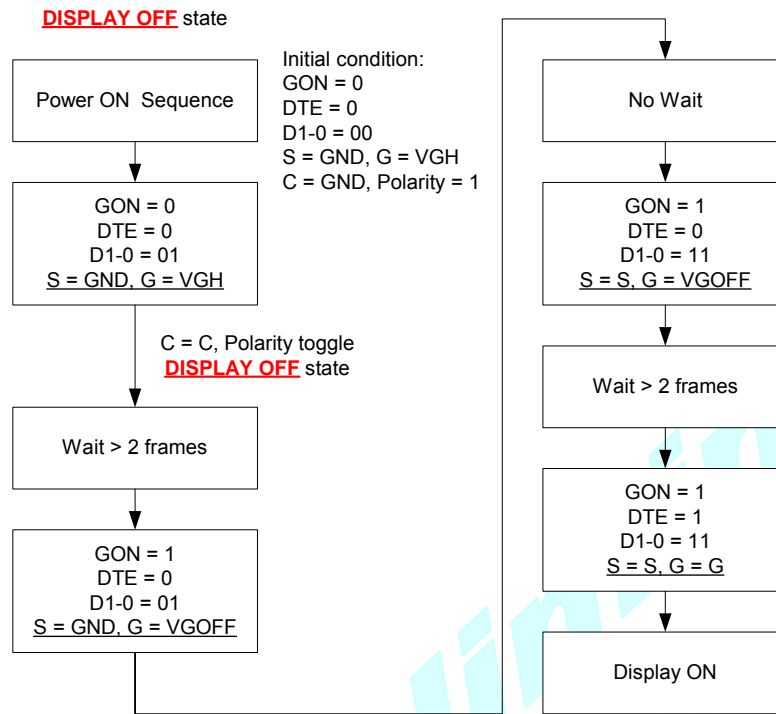 DISPLAY OFF state
Power ON Sequence
Initial condition:
GON = 0
DTE = 0
D1-0 = 00
S = GND, G = VGH
C = GND, Polarity = 1
GON = 0
DTE = 0
D1-0 = 01
S = GND, G = VGH
C = C, Polarity toggle
DISPLAY OFF state
Wait > 2 frames
GON = 1
DTE = 0
D1-0 = 01
S = GND, G = VGOFF
No Wait
GON = 1
DTE = 0
D1-0 = 11
S = S, G = VGOFF
Wait > 2 frames
GON = 1
DTE = 1
D1-0 = 11
S = S, G = G
Display ON